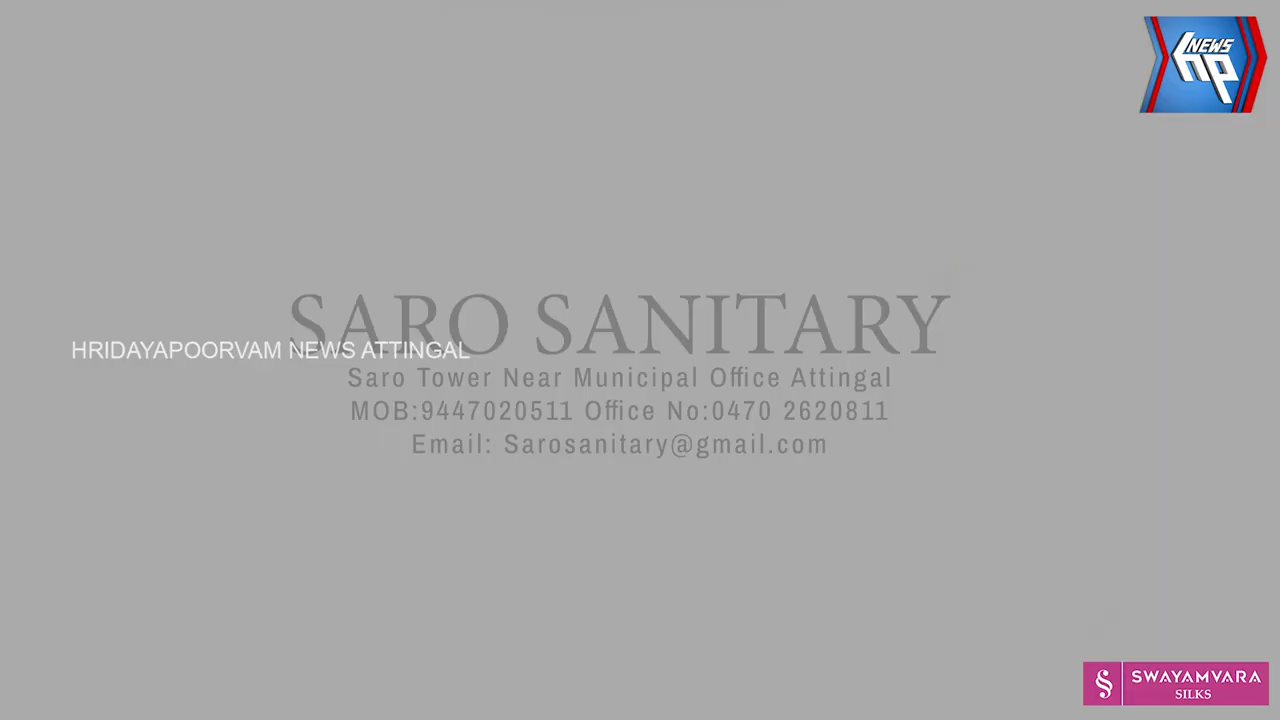 NEWS
hp
SARO SANITARY
HRIDAYAPOORVAM NEWS ATTINGAL
Saro Tower Near Municipal Office Attingal
MOB:9447020511 Office No:0470 2620811
Email: Sarosanitary@gmail.com
SWAYAMVARA
SILKS